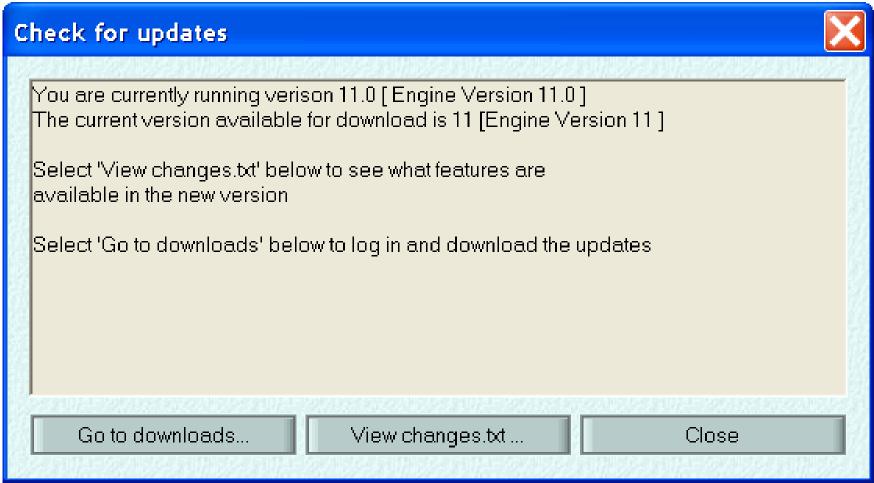 Check for updates
You are currently running verison 11.0 [ Engine Version 11.0 ]
The current version available for download is 11 [Engine Version 11 ]
Select 'View changes.txt' below to see what features are
available in the new version
Select 'Go to downloads' below to log in and download the updates
Go to downloads...
View changes.txt ...
Close